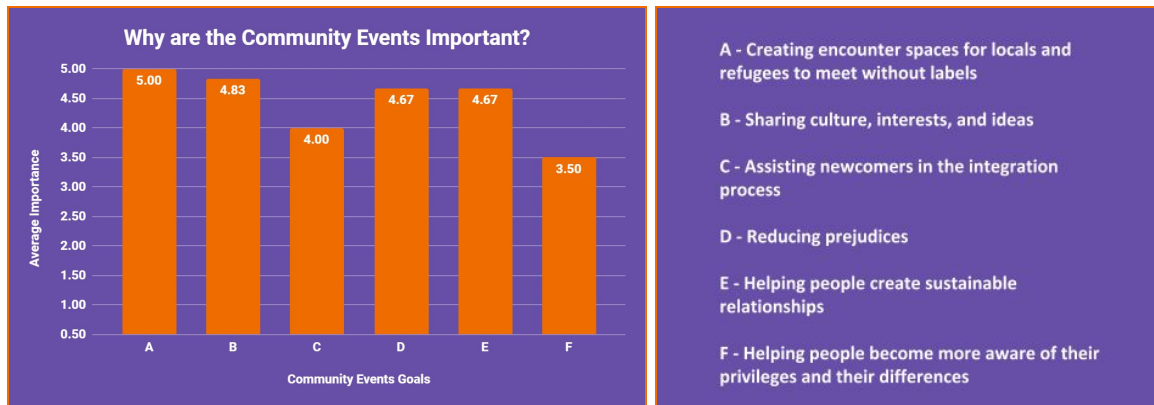 Why are the Community Events Important?
Average Importance
5.00
4.50
4.00
3.50
3.00
2.50
2.00
1.50
1.00
0.50
5.00
4.83
4.00
4.67
4.67
3.50
A B C D E F
Community Events Goals
A - Creating encounter spaces for locals and
refugees to meet without labels
B - Sharing culture, interests, and ideas
C - Assisting newcomers in the integration
process
D - Reducing prejudices
E - Helping people create sustainable
relationships
F - Helping people become more aware of their
privileges and their differences